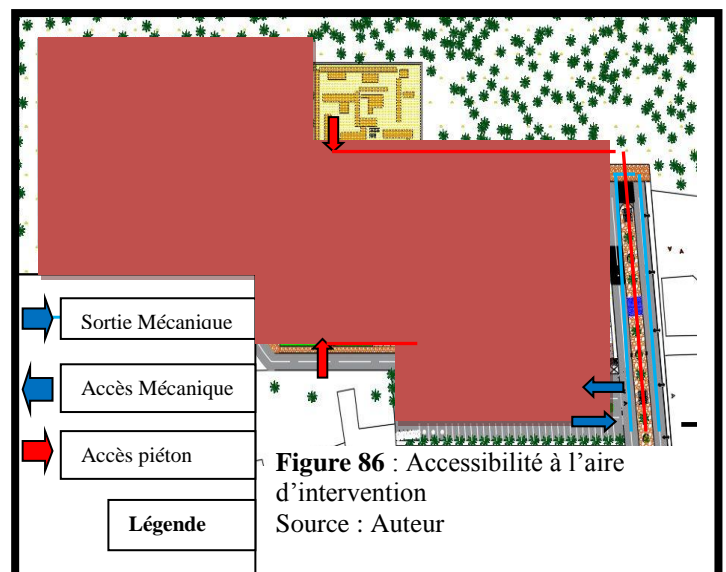 Sortie Mécanique
Accès Mécanique
Accès piéton
Légende
Figure 86 : Accessibilité à l'aire
d'intervention
Source : Auteur